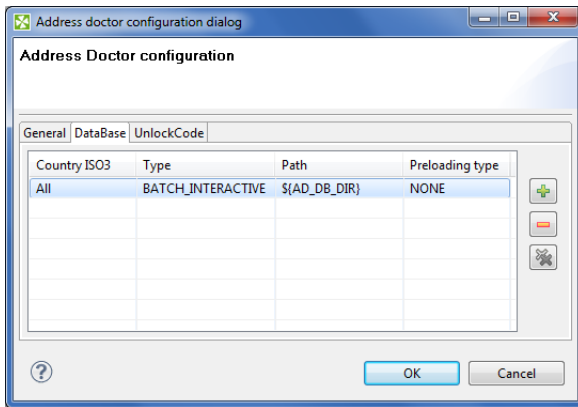 Address doctor configuration dialog
Address Doctor configuration
General DataBase UnlockCode
Country ISO3 Type Path Preloading type
All BATCH_INTERACTIVE ${AD_DB_DIR} NONE
? OK Cancel